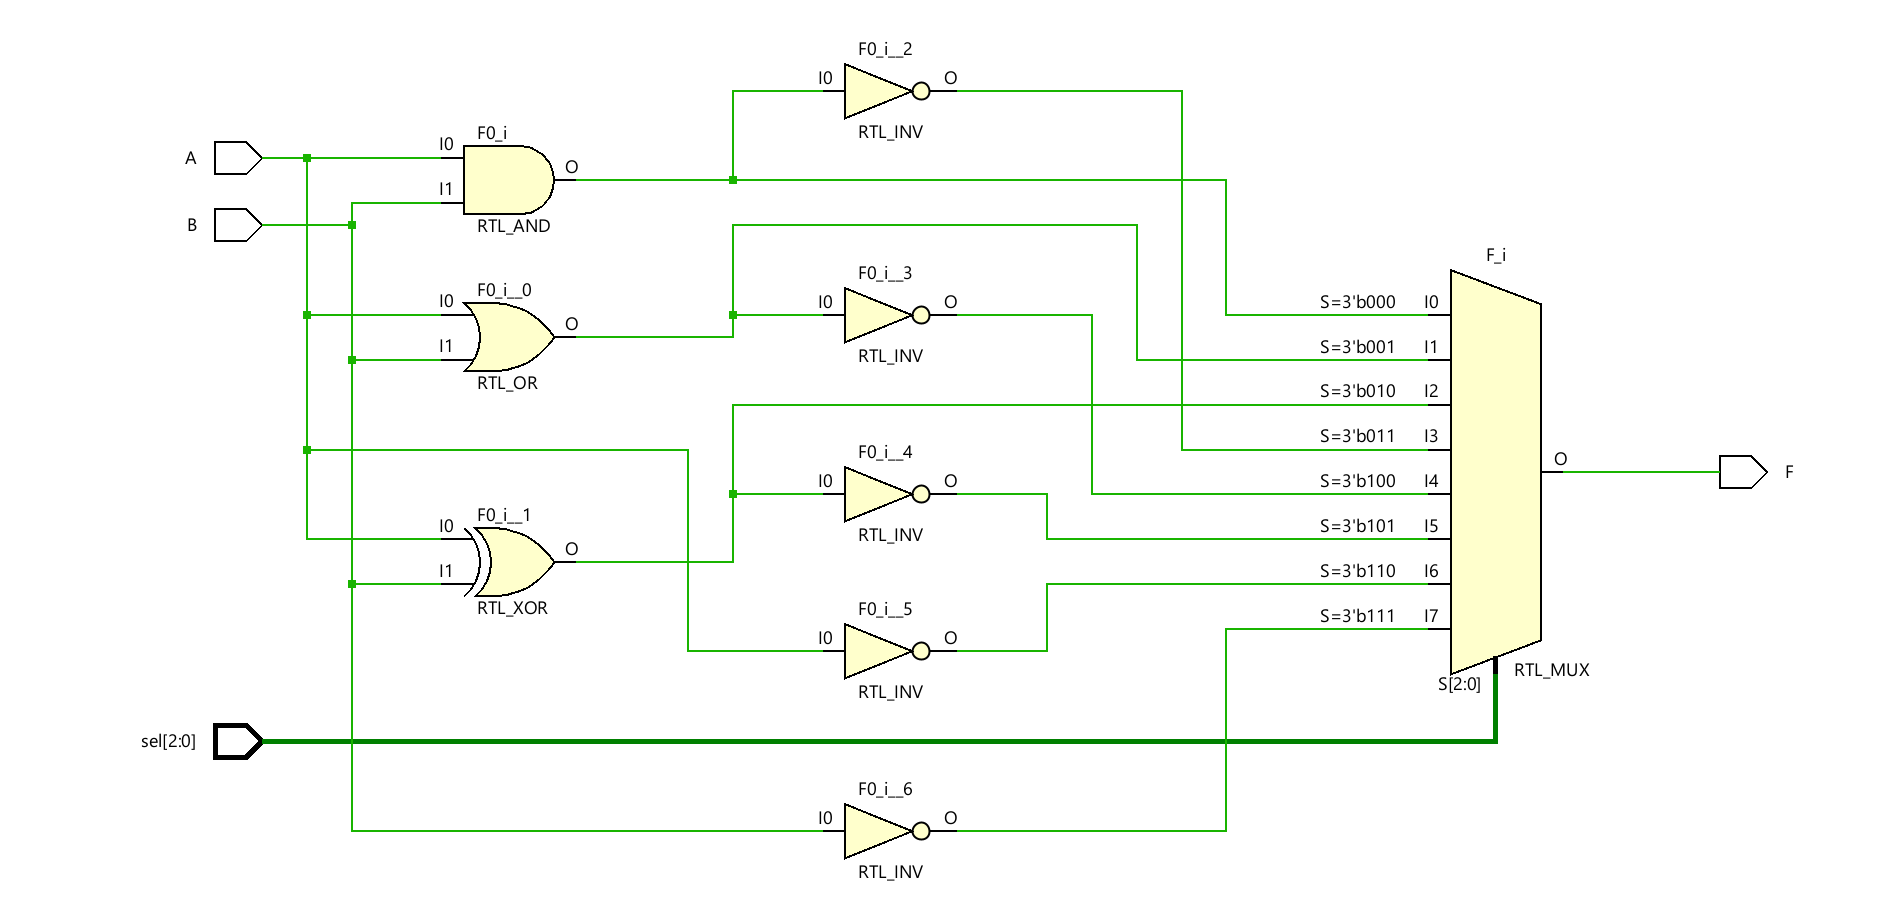 F0_i__2
I0
O
RTL_INV
F0_i
A
I0
O
I1
B
RTL_AND
F0_i__0
I0
O
I1
RTL_OR
F0_i__3
I0
O
RTL_INV
F0_i__4
I0
O
RTL_INV
F0_i__1
I0
O
I1
RTL_XOR
F0_i__5
I0
O
RTL_INV
F_i
S=3'b000 I0
S=3'b001 I1
S=3'b010 I2
S=3'b011 I3
S=3'b100 I4
S=3'b101 I5
S=3'b110 I6
S=3'b111 I7
O
F
RTL_MUX
S[2:0]
sel[2:0]
F0_i__6
I0
O
RTL_INV